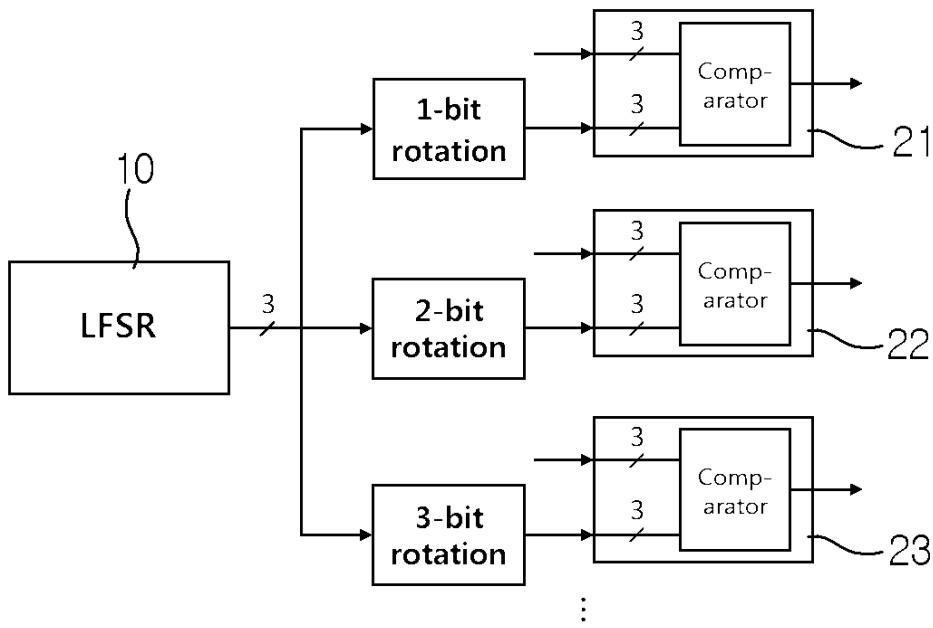 10
LFSR
3
1-bit
rotation
3
3
Comp-
arator
21
2-bit
rotation
3
3
Comp-
arator
22
3-bit
rotation
3
3
Comp-
arator
23
⋮